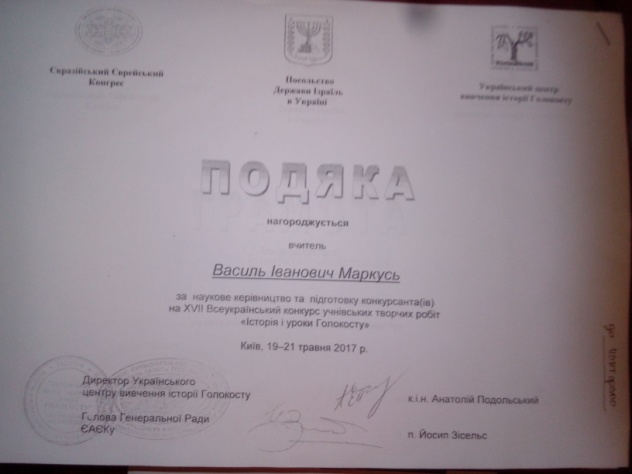 Євразійський Єврейський
Конгрес
Посольство
Держави Ізраїль
в Україні
Український центр
вивчення історії Голокосту
ПОДЯКА
нагороджується
вчитель
Василь Іванович Маркусь
за наукове керівництво та підготовку конкурсанта(ів)
на XVII Всеукраїнський конкурс учнівських творчих робіт
«Історія і уроки Голокосту»
Київ, 19–21 травня 2017 р.
Директор Українського
центру вивчення історії Голокосту
к.і.н. Анатолій Подольський
Голова Генеральної Ради
ЄАЄКу
п. Йосип Зісельс